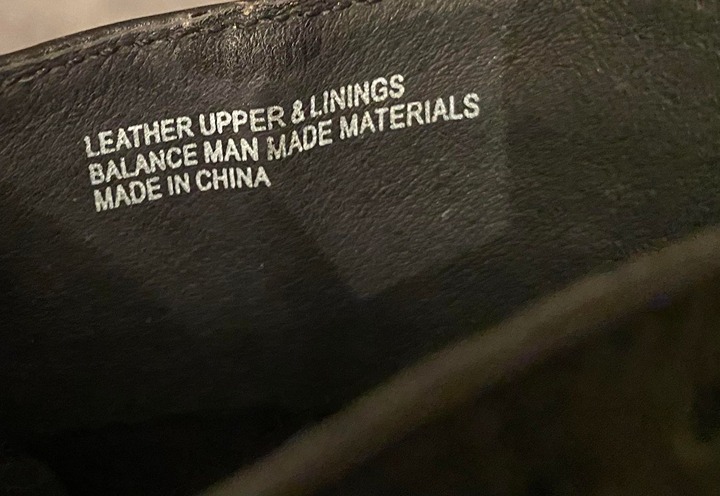 LEATHER UPPER & LININGS
BALANCE MAN MADE MATERIALS
MADE IN CHINA